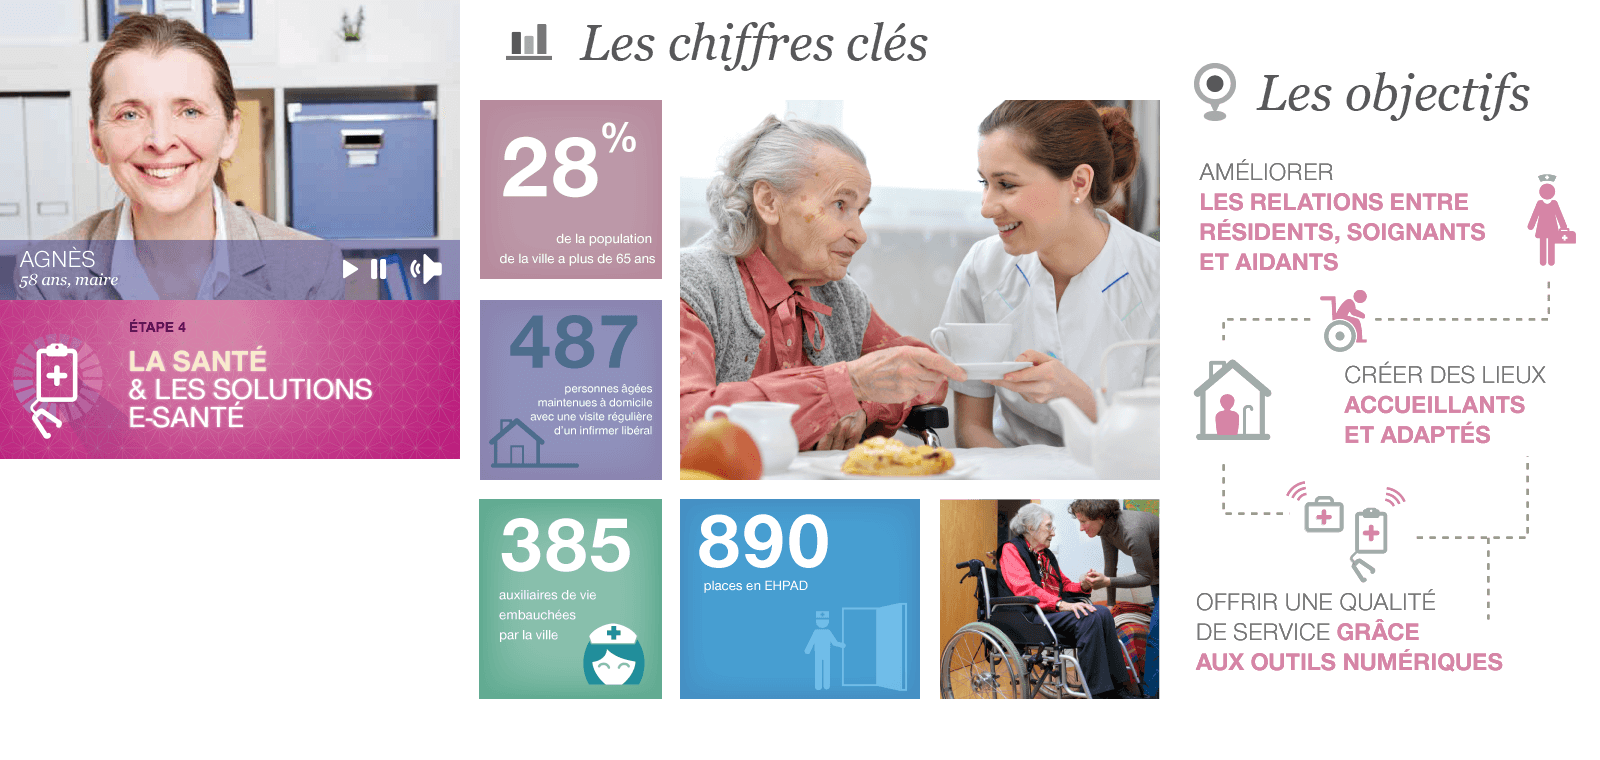 AGNÈS
58 ans, maire
ÉTAPE 4
LA SANTÉ
& LES SOLUTIONS
E-SANTÉ
Les chiffres clés
28%
de la population
de la ville a plus de 65 ans
487
personnes âgées
maintenues à domicile
avec une visite régulière
d'un infirmer libéral
385
auxiliaires de vie
embauchées
par la ville
890
places en EHPAD
Les objectifs
AMÉLIORER
LES RELATIONS ENTRE
RÉSIDENTS, SOIGNANTS
ET AIDANTS
CRÉER DES LIEUX
ACCUEILLANTS
ET ADAPTÉS
OFFRIR UNE QUALITÉ
DE SERVICE GRÂCE
AUX OUTILS NUMÉRIQUES